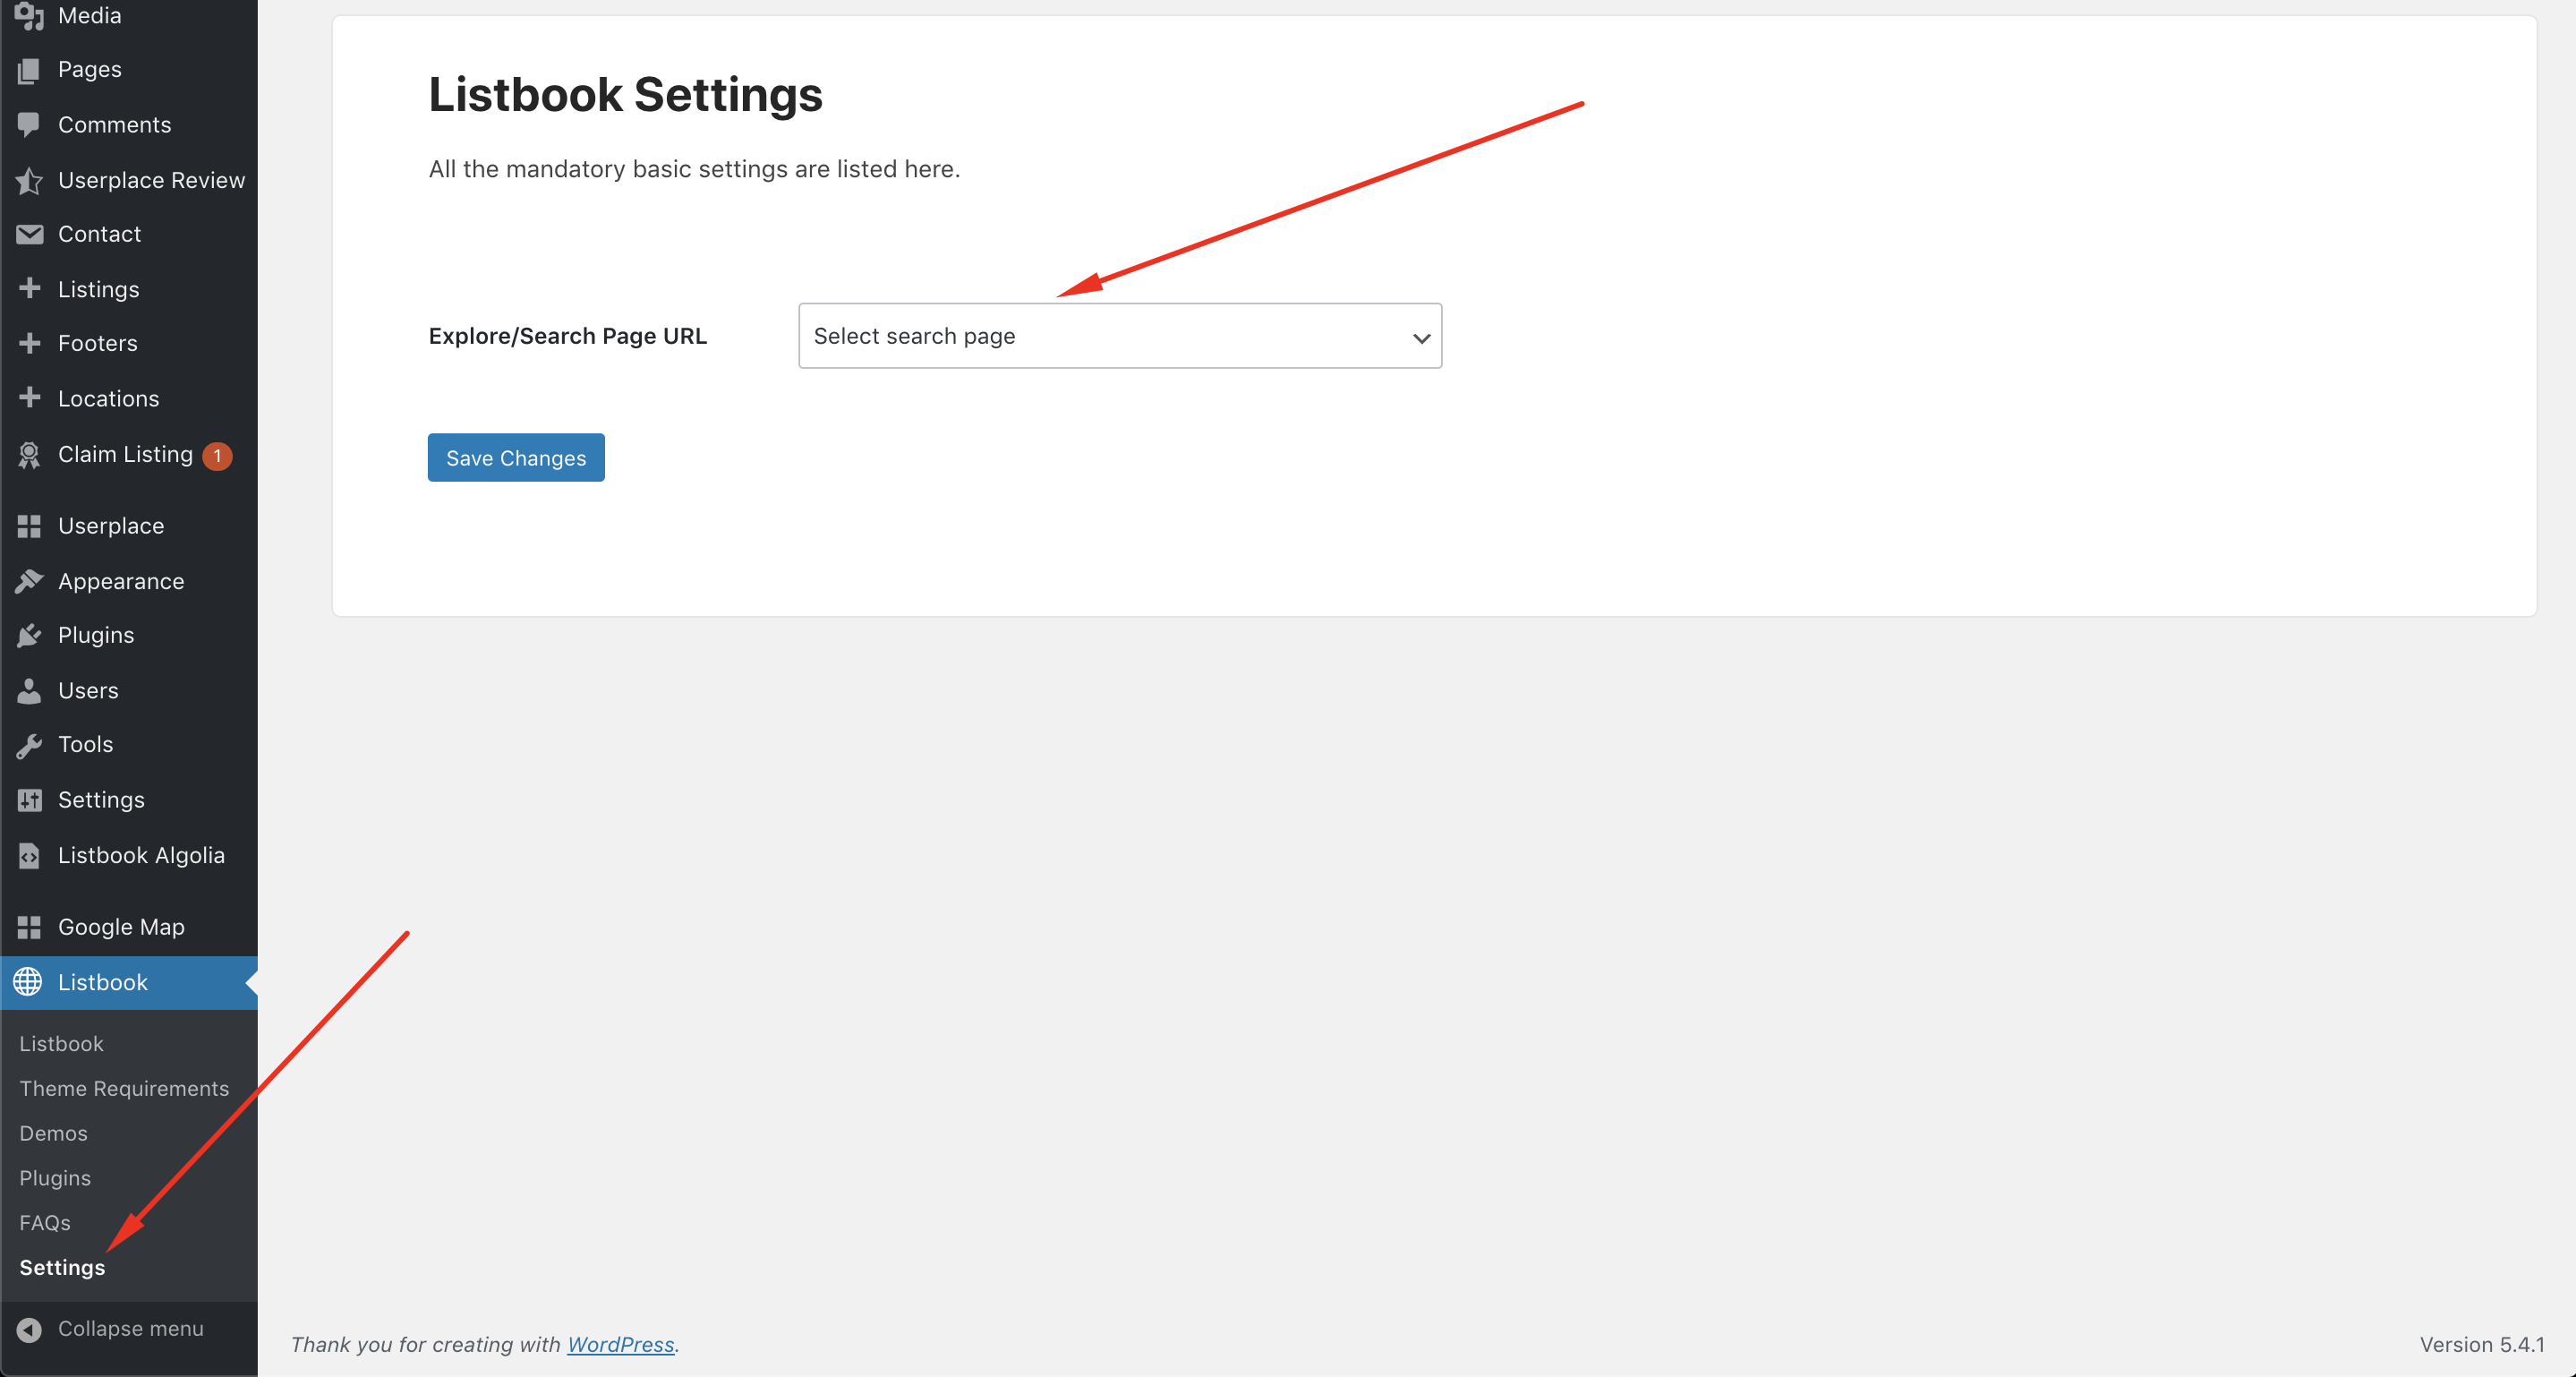 Media
Pages
Comments
Userplace Review
Contact
Listings
Footers
Locations
Claim Listing 1
Userplace
Appearance
Plugins
Users
Tools
Settings
Listbook Algolia
Google Map
Listbook
Listbook
Theme Requirements
Demos
Plugins
FAQs
Settings
Collapse menu
Listbook Settings
All the mandatory basic settings are listed here.
Explore/Search Page URL Select search page
Save Changes
Thank you for creating with WordPress. Version 5.4.1